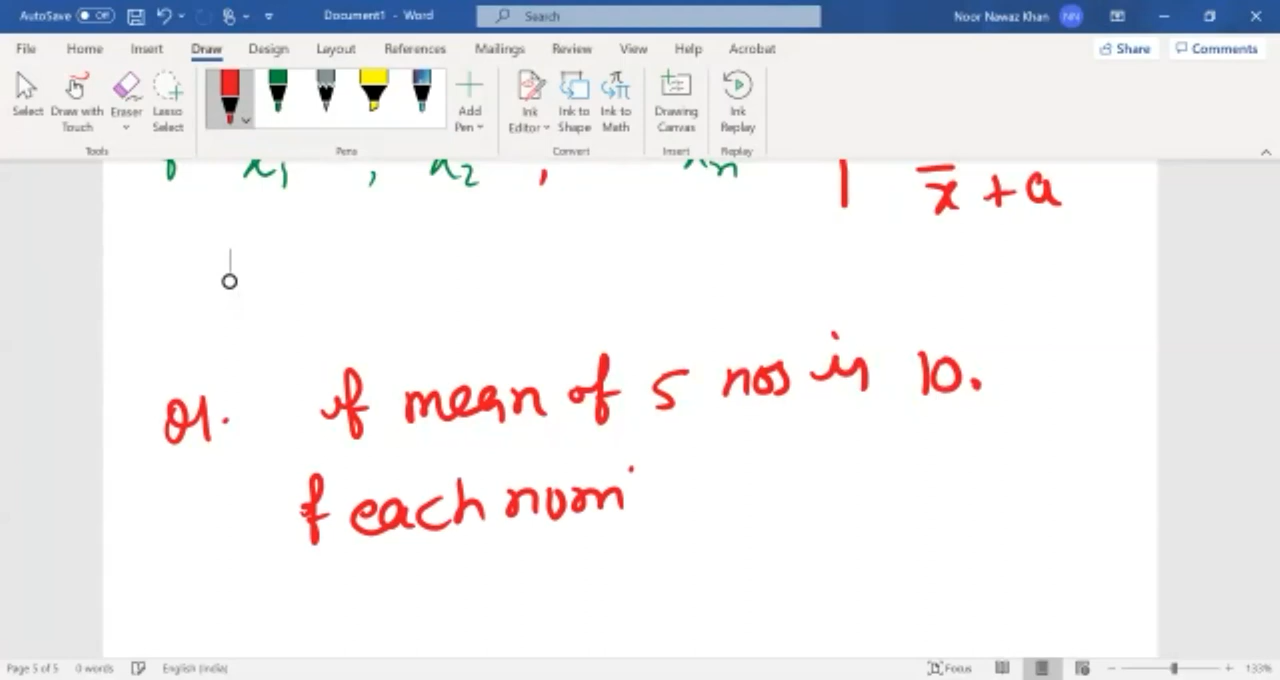 AutoSave Off Document1 - Word Search Noor Nawaz Khan NN
File Home Insert Draw Design Layout References Mailings Review View Help Acrobat Share Comments
Select Draw with Touch Eraser Lasso Select Add Pen Ink Editor Ink to Shape Ink to Math Drawing Canvas Ink Replay
Tools Pens Convert Insert Replay
x1 , x2 , xn | x̄ + a
Q1. if mean of 5 nos is 10.
if each num
Page 5 of 5 0 words English (India) Focus 133%